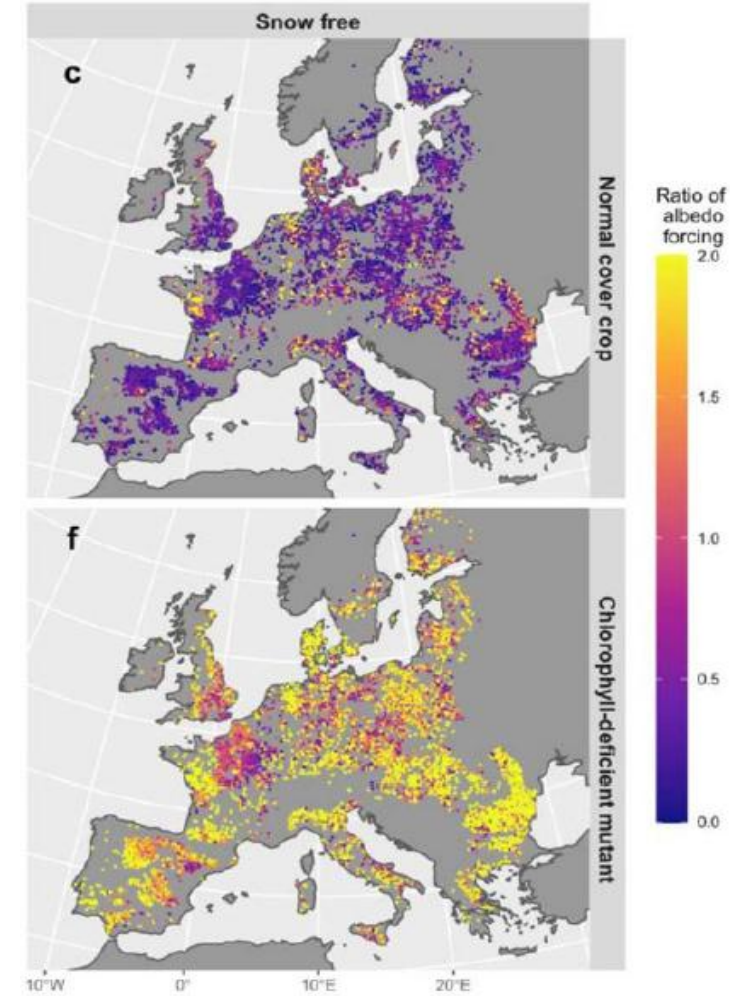 Snow free
c
Normal cover crop
Ratio of
albedo
forcing
2.0
1.5
1.0
0.5
0.0
f
Chlorophyll-deficient mutant
10°W
0°
10°E
20°E